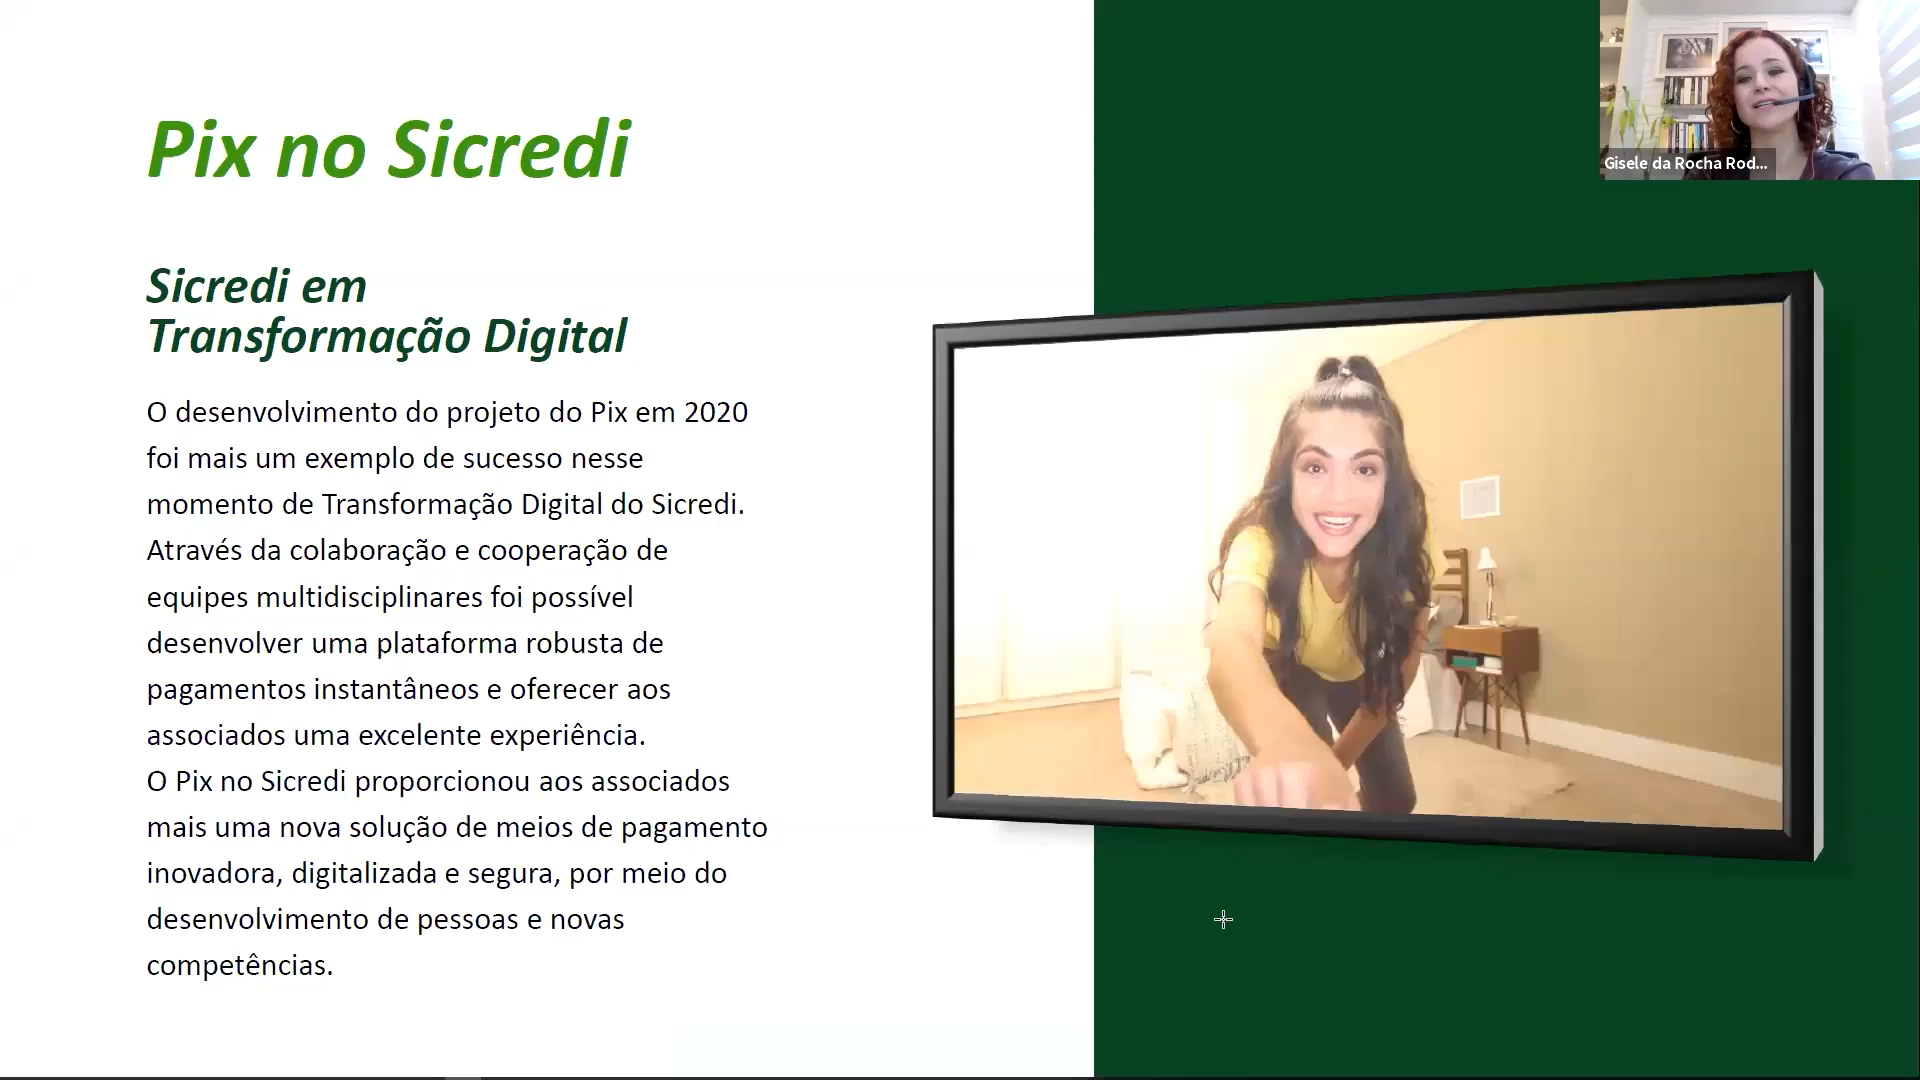 Pix no Sicredi
Sicredi em
Transformação Digital
O desenvolvimento do projeto do Pix em 2020
foi mais um exemplo de sucesso nesse
momento de Transformação Digital do Sicredi.
Através da colaboração e cooperação de
equipes multidisciplinares foi possível
desenvolver uma plataforma robusta de
pagamentos instantâneos e oferecer aos
associados uma excelente experiência.
O Pix no Sicredi proporcionou aos associados
mais uma nova solução de meios de pagamento
inovadora, digitalizada e segura, por meio do
desenvolvimento de pessoas e novas
competências.
Gisele da Rocha Rod...